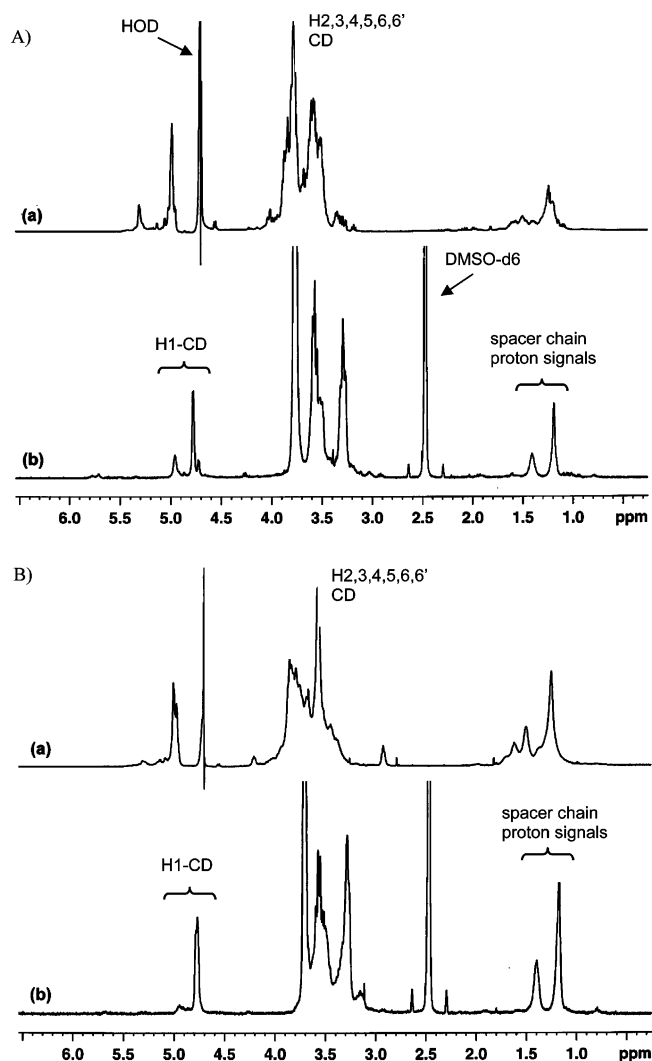 A)
HOD
H2,3,4,5,6,6'
CD
(a)
DMSO-d6
H1-CD
spacer chain
proton signals
(b)
6.0 5.5 5.0 4.5 4.0 3.5 3.0 2.5 2.0 1.5 1.0 ppm
B)
H2,3,4,5,6,6'
CD
(a)
spacer chain
proton signals
H1-CD
(b)
6.0 5.5 5.0 4.5 4.0 3.5 3.0 2.5 2.0 1.5 1.0 ppm